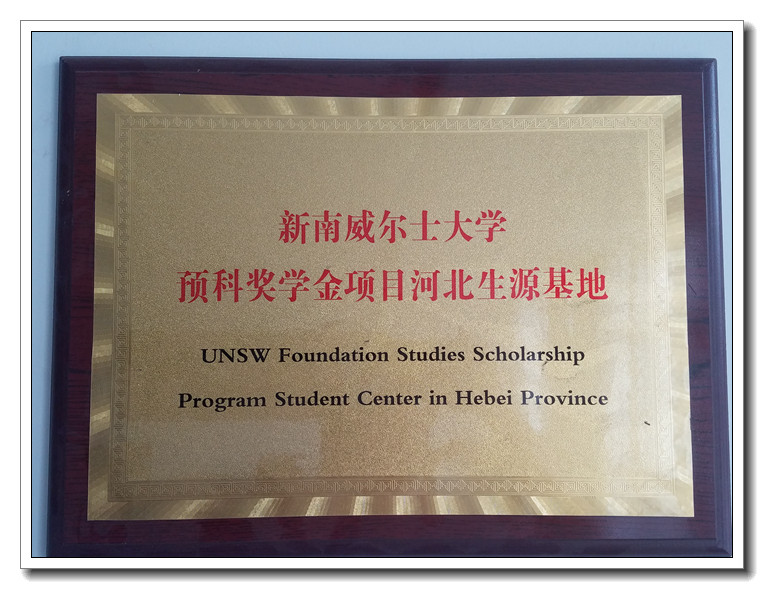 新南威尔士大学
预科奖学金项目河北生源基地
UNSW Foundation Studies Scholarship
Program Student Center in Hebei Province